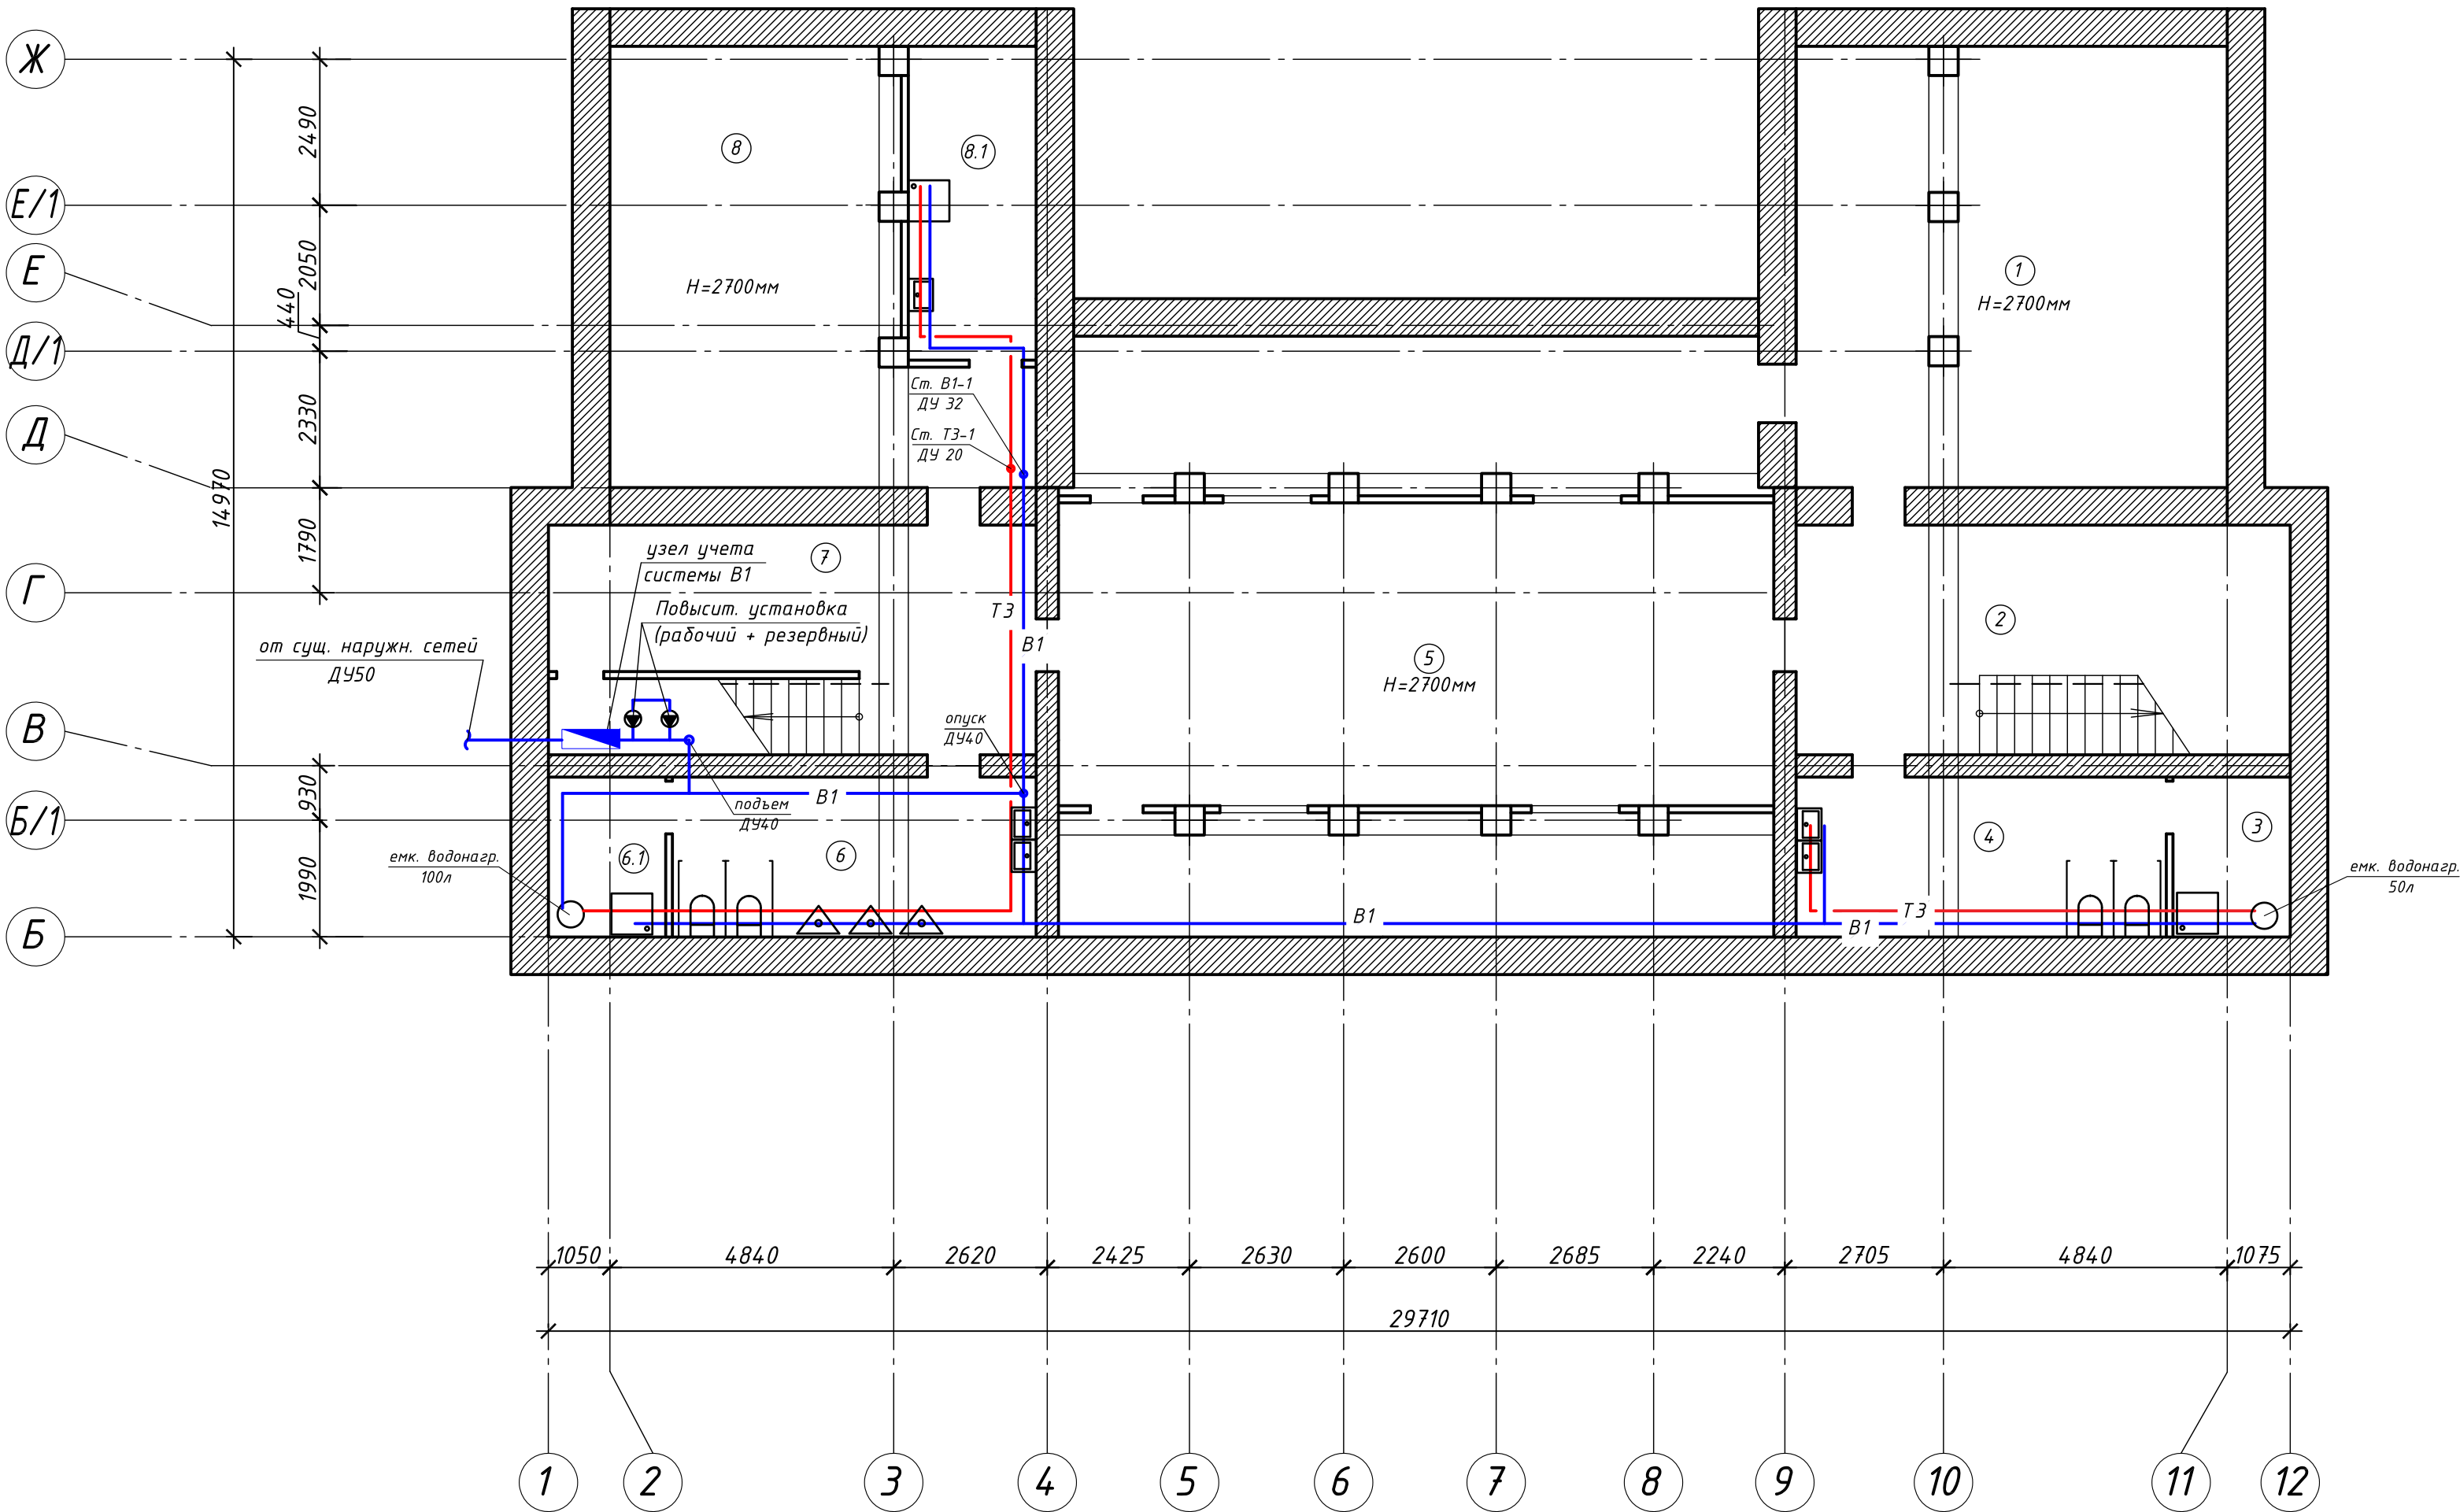 Ж
2490
8
8.1
Е/1
Е
2050
440
H=2700мм
1
H=2700мм
Д/1
Ст. В1-1
ДУ 32
Ст. Т3-1
ДУ 20
2330
Д
14970
1790
узел учета
системы В1
7
Г
Повысит. установка
(рабочий + резервный)
Т3
В1
2
от сущ. наружн. сетей
ДУ50
5
H=2700мм
В
опуск
ДУ40
930
В1
подъем
ДУ40
Б/1
6.1
6
4
3
емк. водонагр.
100л
емк. водонагр.
50л
1990
Б
В1
Т3
В1
1050
4840
2620
2425
2630
2600
2685
2240
2705
4840
1075
29710
1
2
3
4
5
6
7
8
9
10
11
12